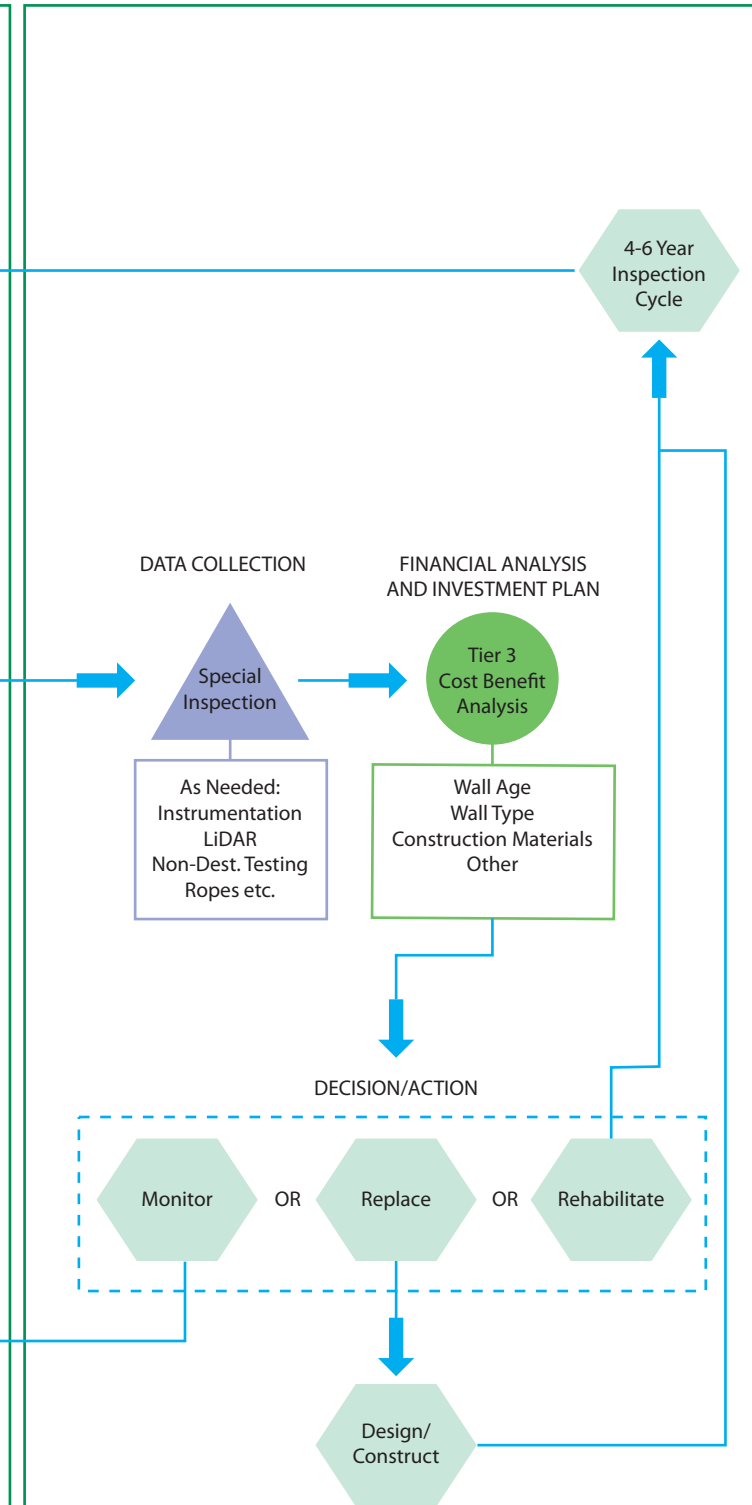 4-6 Year
Inspection
Cycle
DATA COLLECTION
FINANCIAL ANALYSIS
AND INVESTMENT PLAN
Special
Inspection
Tier 3
Cost Benefit
Analysis
As Needed:
Instrumentation
LiDAR
Non-Dest. Testing
Ropes etc.
Wall Age
Wall Type
Construction Materials
Other
DECISION/ACTION
Monitor OR Replace OR Rehabilitate
Design/
Construct